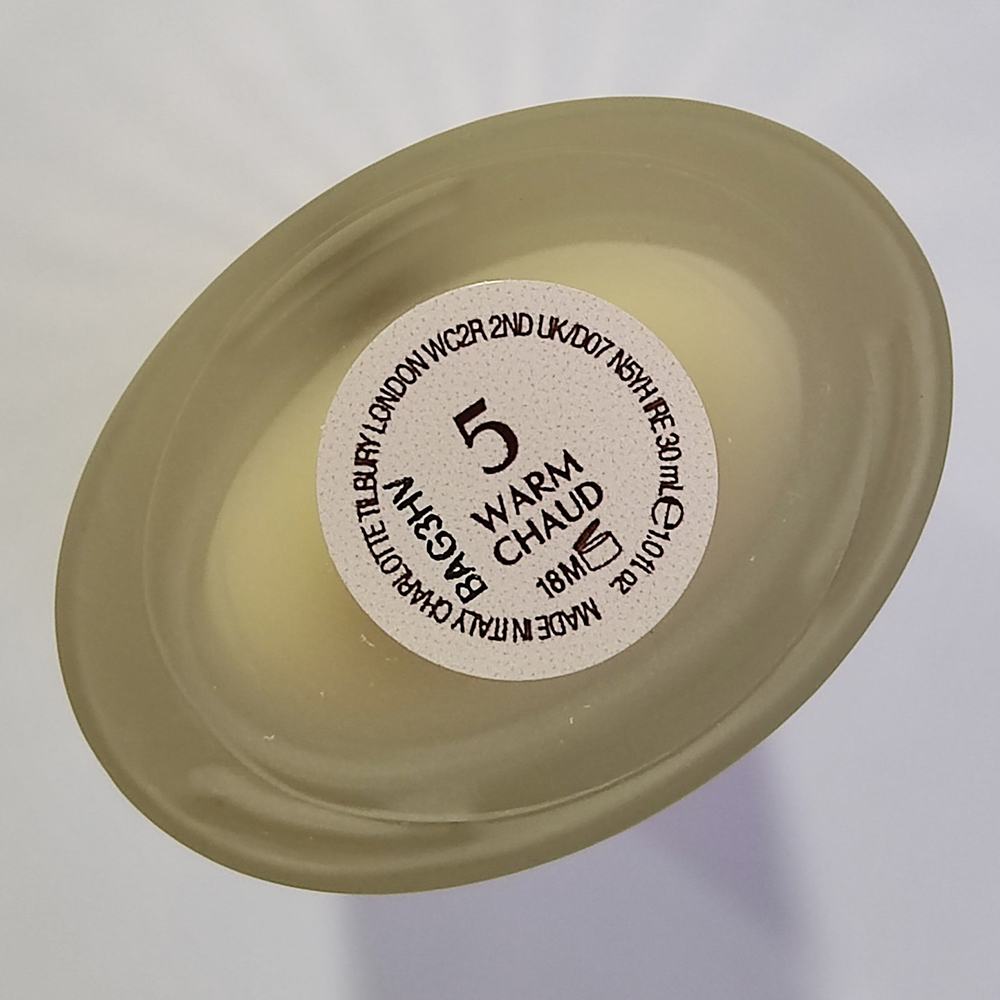 CHARLOTTE TILBURY LONDON WC2R 2ND UK/D07 N5YH IRE 30 mL ℮ 1.0 fl oz
MADE IN ITALY
5
WARM
CHAUD
18M
BAG3HV